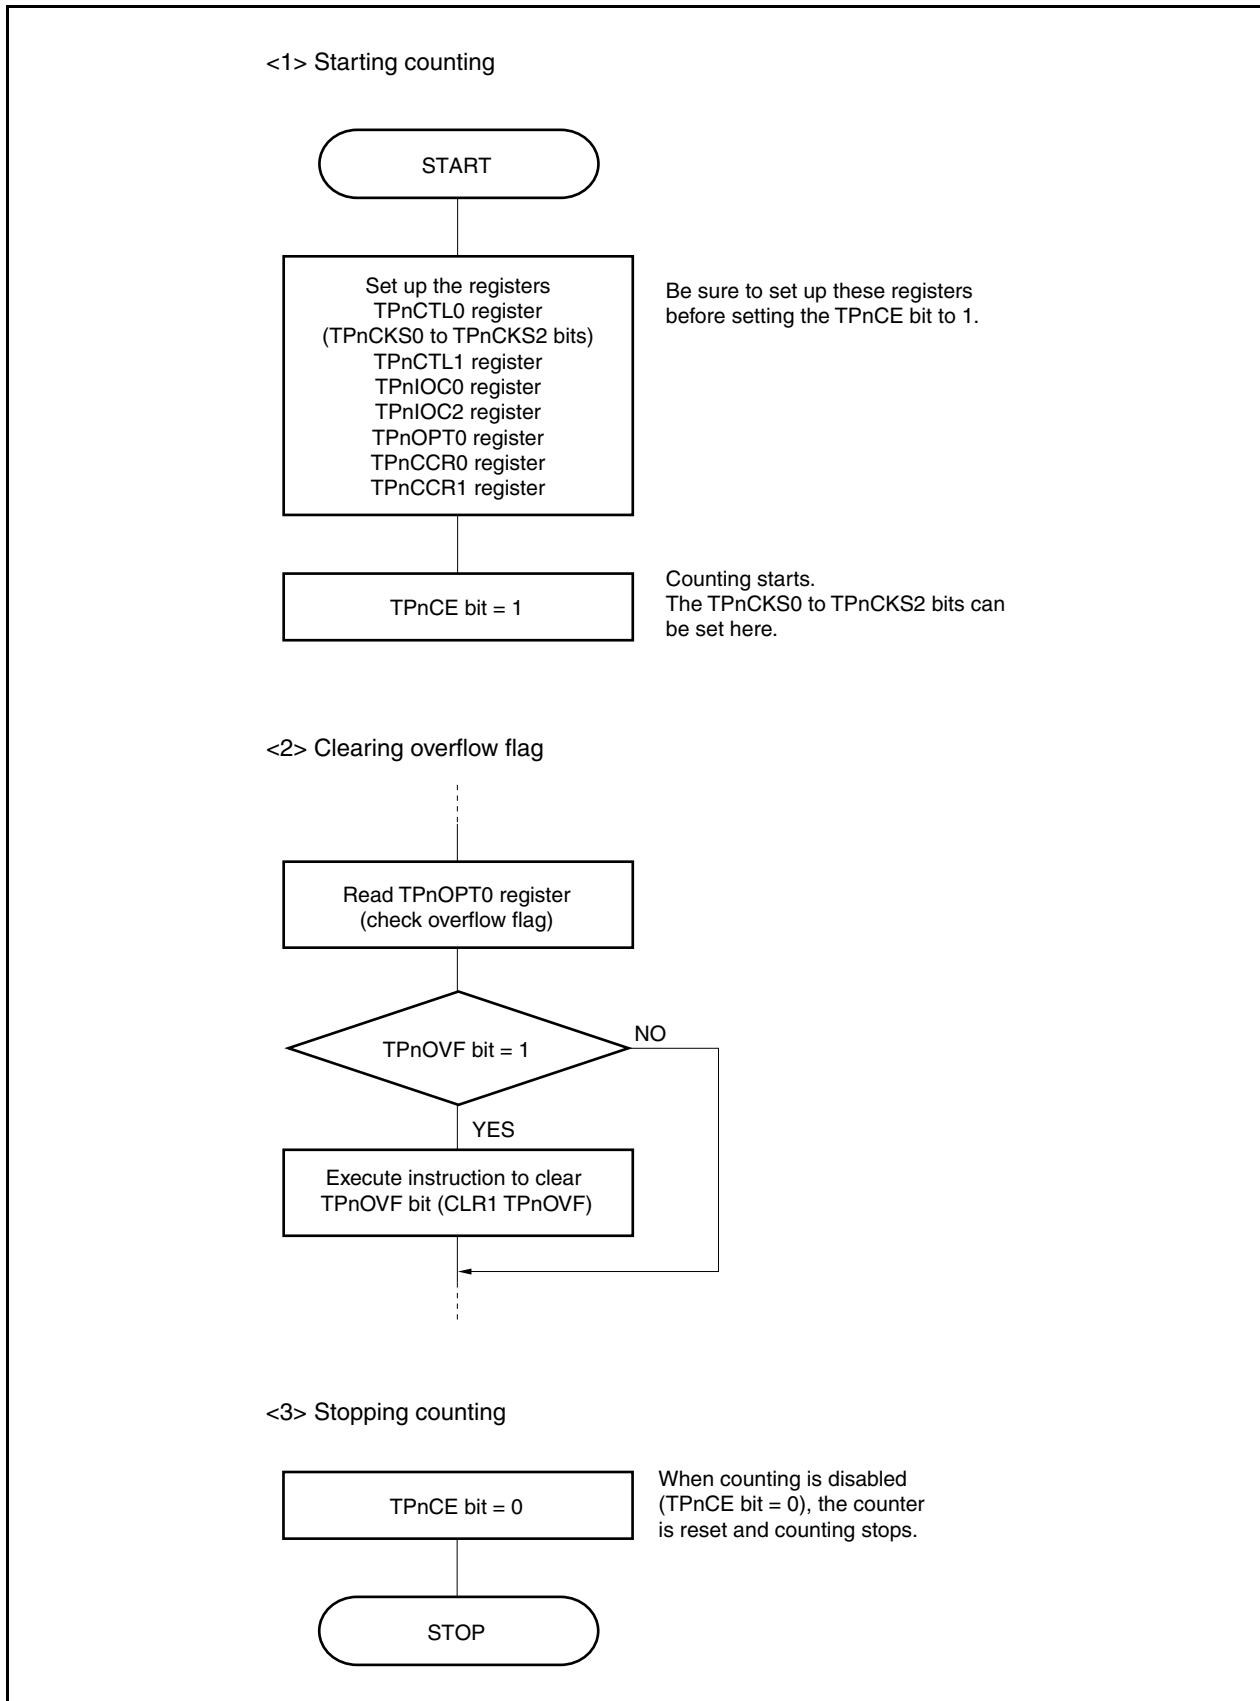 <1> Starting counting
START
Set up the registers
TPnCTL0 register
(TPnCKS0 to TPnCKS2 bits)
TPnCTL1 register
TPnIOC0 register
TPnIOC2 register
TPnOPT0 register
TPnCCR0 register
TPnCCR1 register
Be sure to set up these registers
before setting the TPnCE bit to 1.
TPnCE bit = 1
Counting starts.
The TPnCKS0 to TPnCKS2 bits can
be set here.
<2> Clearing overflow flag
Read TPnOPT0 register
(check overflow flag)
TPnOVF bit = 1
NO
YES
Execute instruction to clear
TPnOVF bit (CLR1 TPnOVF)
<3> Stopping counting
TPnCE bit = 0
When counting is disabled
(TPnCE bit = 0), the counter
is reset and counting stops.
STOP